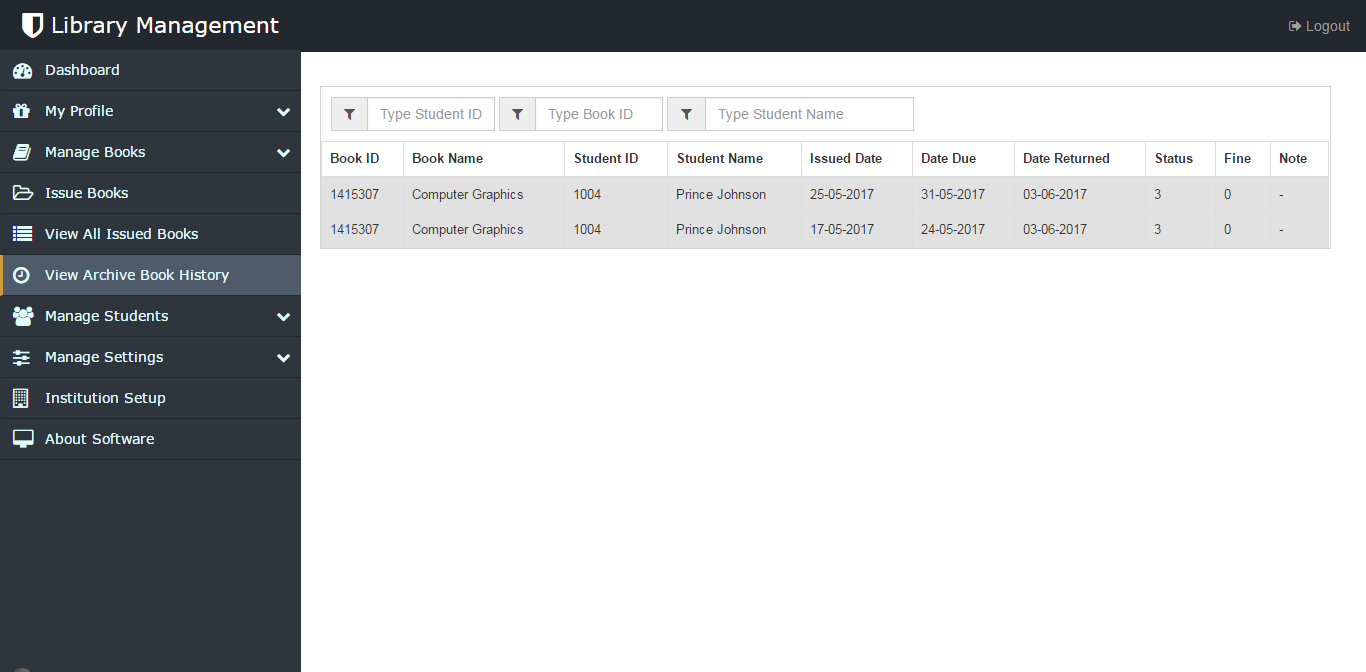 Library Management
Logout
Dashboard
My Profile
Manage Books
Issue Books
View All Issued Books
View Archive Book History
Manage Students
Manage Settings
Institution Setup
About Software
Type Student ID Type Book ID Type Student Name
Book ID Book Name Student ID Student Name Issued Date Date Due Date Returned Status Fine Note
1415307 Computer Graphics 1004 Prince Johnson 25-05-2017 31-05-2017 03-06-2017 3 0 -
1415307 Computer Graphics 1004 Prince Johnson 17-05-2017 24-05-2017 03-06-2017 3 0 -